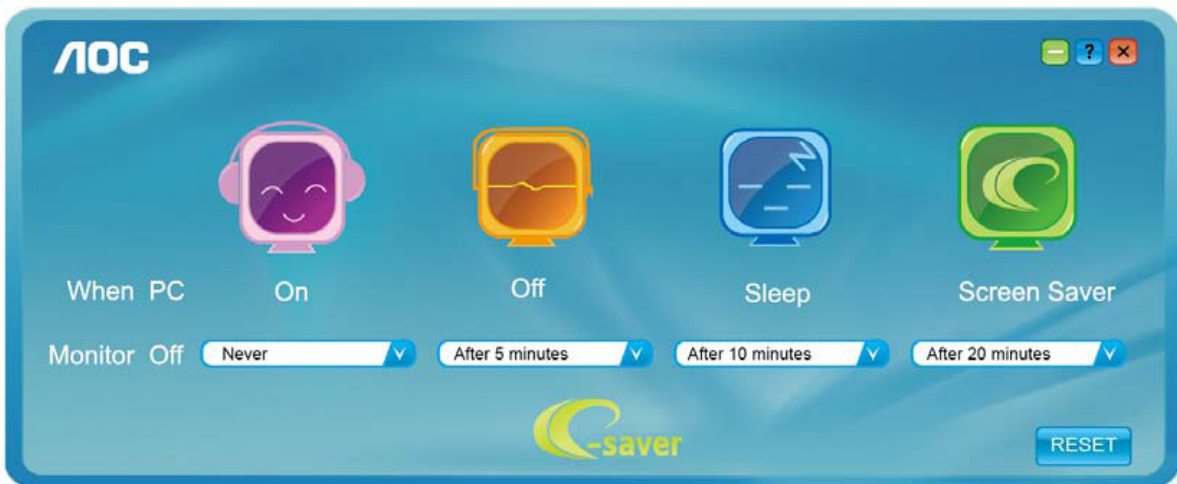 AOC
?
When PC On Off Sleep Screen Saver
Monitor Off Never After 5 minutes After 10 minutes After 20 minutes
e-saver
RESET